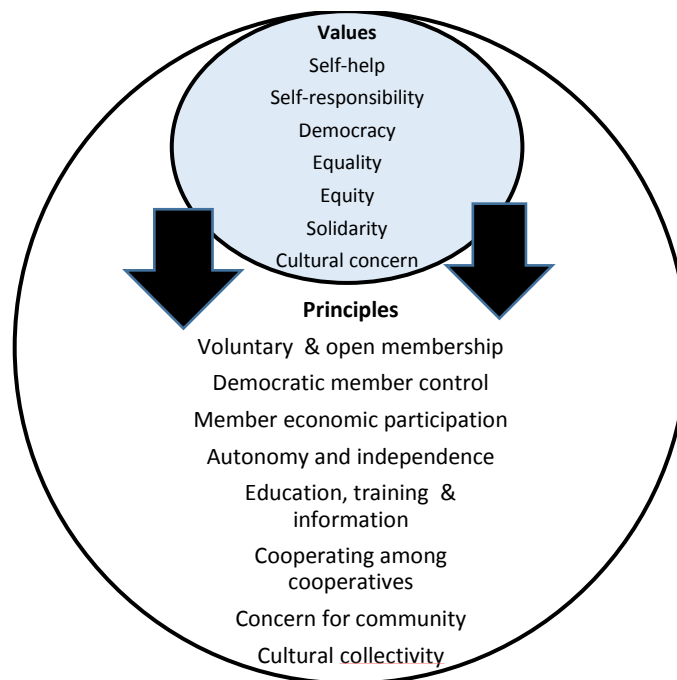 Values
Self-help
Self-responsibility
Democracy
Equality
Equity
Solidarity
Cultural concern
Principles
Voluntary & open membership
Democratic member control
Member economic participation
Autonomy and independence
Education, training &
information
Cooperating among
cooperatives
Concern for community
Cultural collectivity